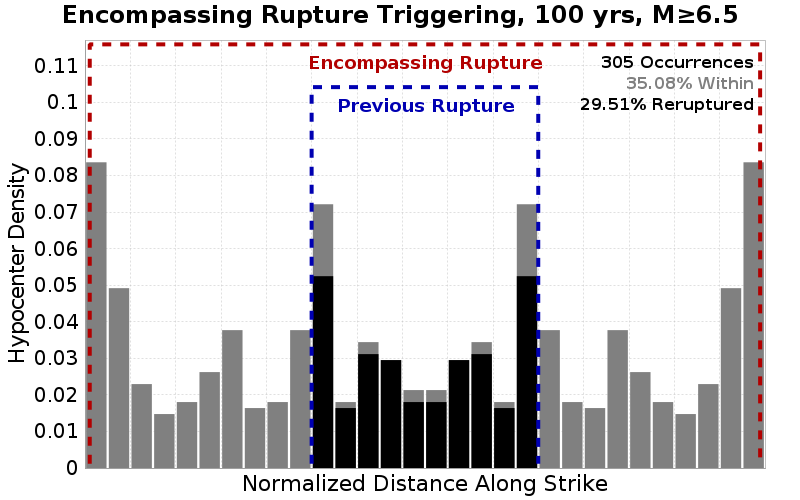 Encompassing Rupture Triggering, 100 yrs, M≥6.5
Encompassing Rupture
305 Occurrences
35.08% Within
29.51% Reruptured
Previous Rupture
Hypocenter Density
0.11
0.1
0.09
0.08
0.07
0.06
0.05
0.04
0.03
0.02
0.01
0
Normalized Distance Along Strike